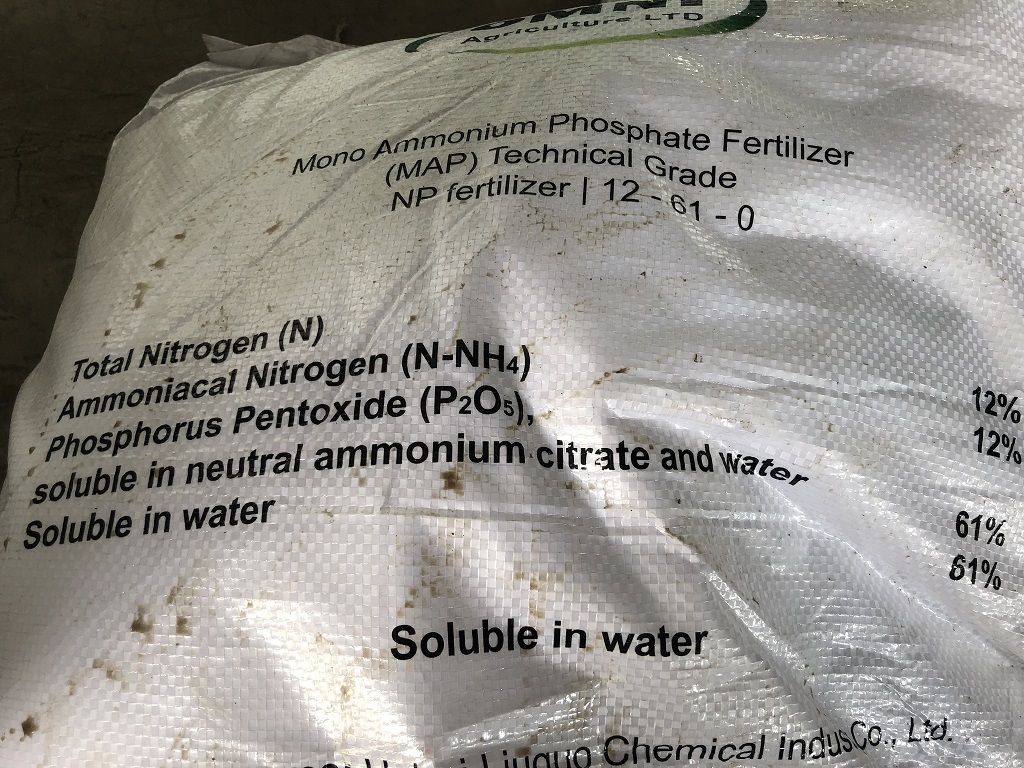 Agriculture LTD
Mono Ammonium Phosphate Fertilizer
(MAP) Technical Grade
NP fertilizer | 12 - 61 - 0
Total Nitrogen (N) 12%
Ammoniacal Nitrogen (N-NH₄) 12%
Phosphorus Pentoxide (P₂O₅),
soluble in neutral ammonium citrate and water 61%
Soluble in water 61%
Soluble in water
Liuguo Chemical indusCo., Ltd.